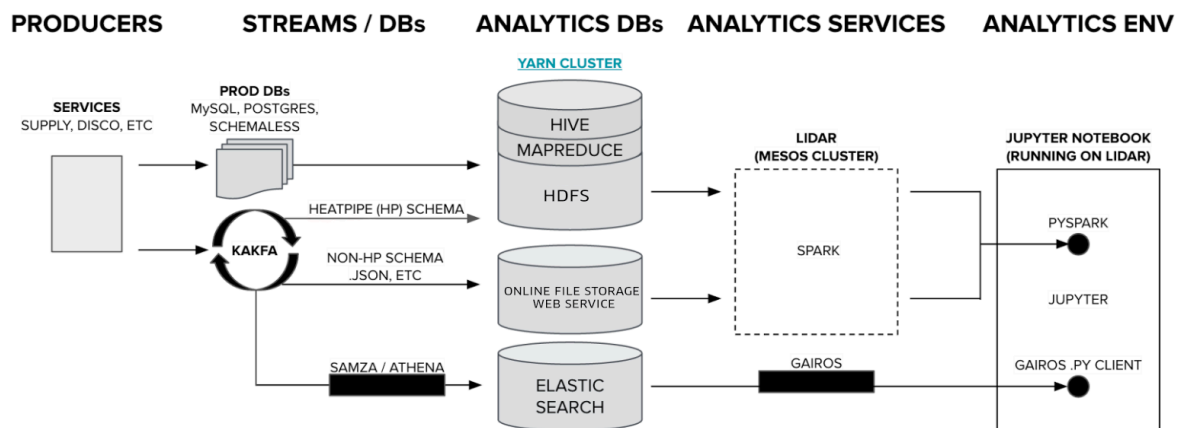 PRODUCERS
STREAMS / DBs
ANALYTICS DBs
ANALYTICS SERVICES
ANALYTICS ENV
YARN CLUSTER
SERVICES
SUPPLY, DISCO, ETC
PROD DBs
MySQL, POSTGRES,
SCHEMALESS
HIVE
MAPREDUCE
HDFS
LIDAR
(MESOS CLUSTER)
JUPYTER NOTEBOOK
(RUNNING ON LIDAR)
HEATPIPE (HP) SCHEMA
KAKFA
NON-HP SCHEMA
.JSON, ETC
ONLINE FILE STORAGE
WEB SERVICE
SPARK
PYSPARK
JUPYTER
SAMZA / ATHENA
ELASTIC
SEARCH
GAIROS
GAIROS .PY CLIENT